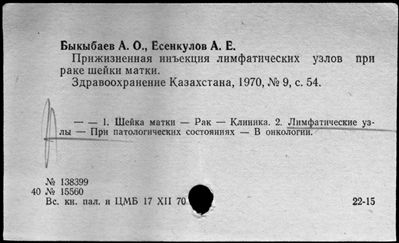 Быкыбаев А. О., Есенкулов А. Е.
Прижизненная инъекция лимфатических узлов при
раке шейки матки.
Здравоохранение Казахстана, 1970, № 9, с. 54.
— — 1. Шейка матки — Рак — Клиника. 2. Лимфатические уз-
лы — При патологических состояниях — В онкологии.
№ 138399
40 № 15560
Вс. кн. пал. и ЦМБ 17 XII 70
22-15